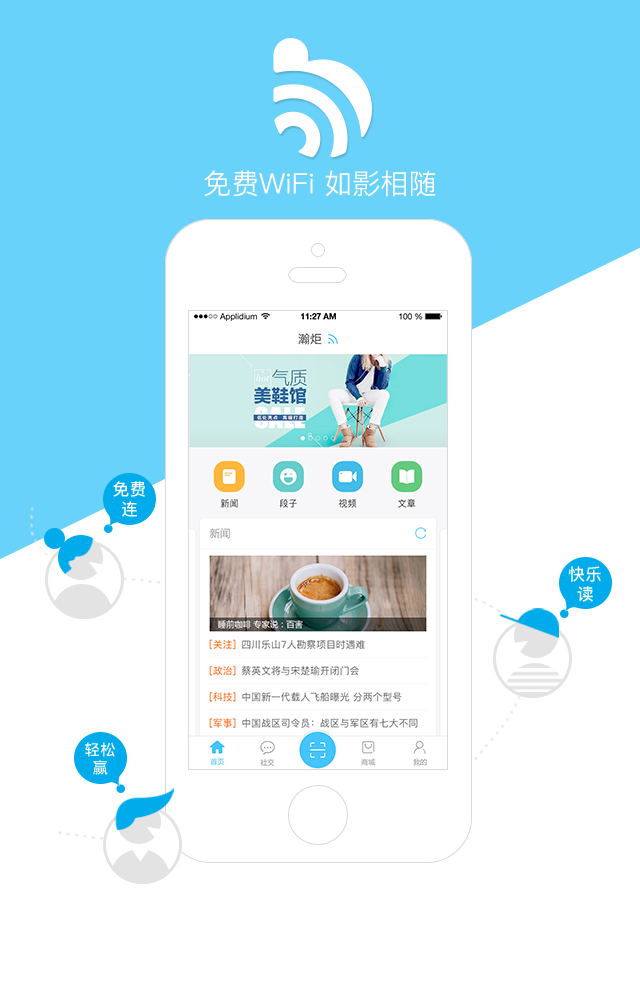 免费WiFi 如影相随
Applidium
11:27 AM
100 %
瀚炬
气质
美鞋馆
SALE
新闻
段子
视频
文章
新闻
睡前咖啡 专家说：百害
[关注] 四川乐山7人勘察项目时遇难
[政治] 蔡英文将与宋楚瑜开闭门会
[科技] 中国新一代载人飞船曝光 分两个型号
[军事] 中国战区司令员：战区与军区有七大不同
首页
社交
商城
我的
免费
连
快乐
读
轻松
赢